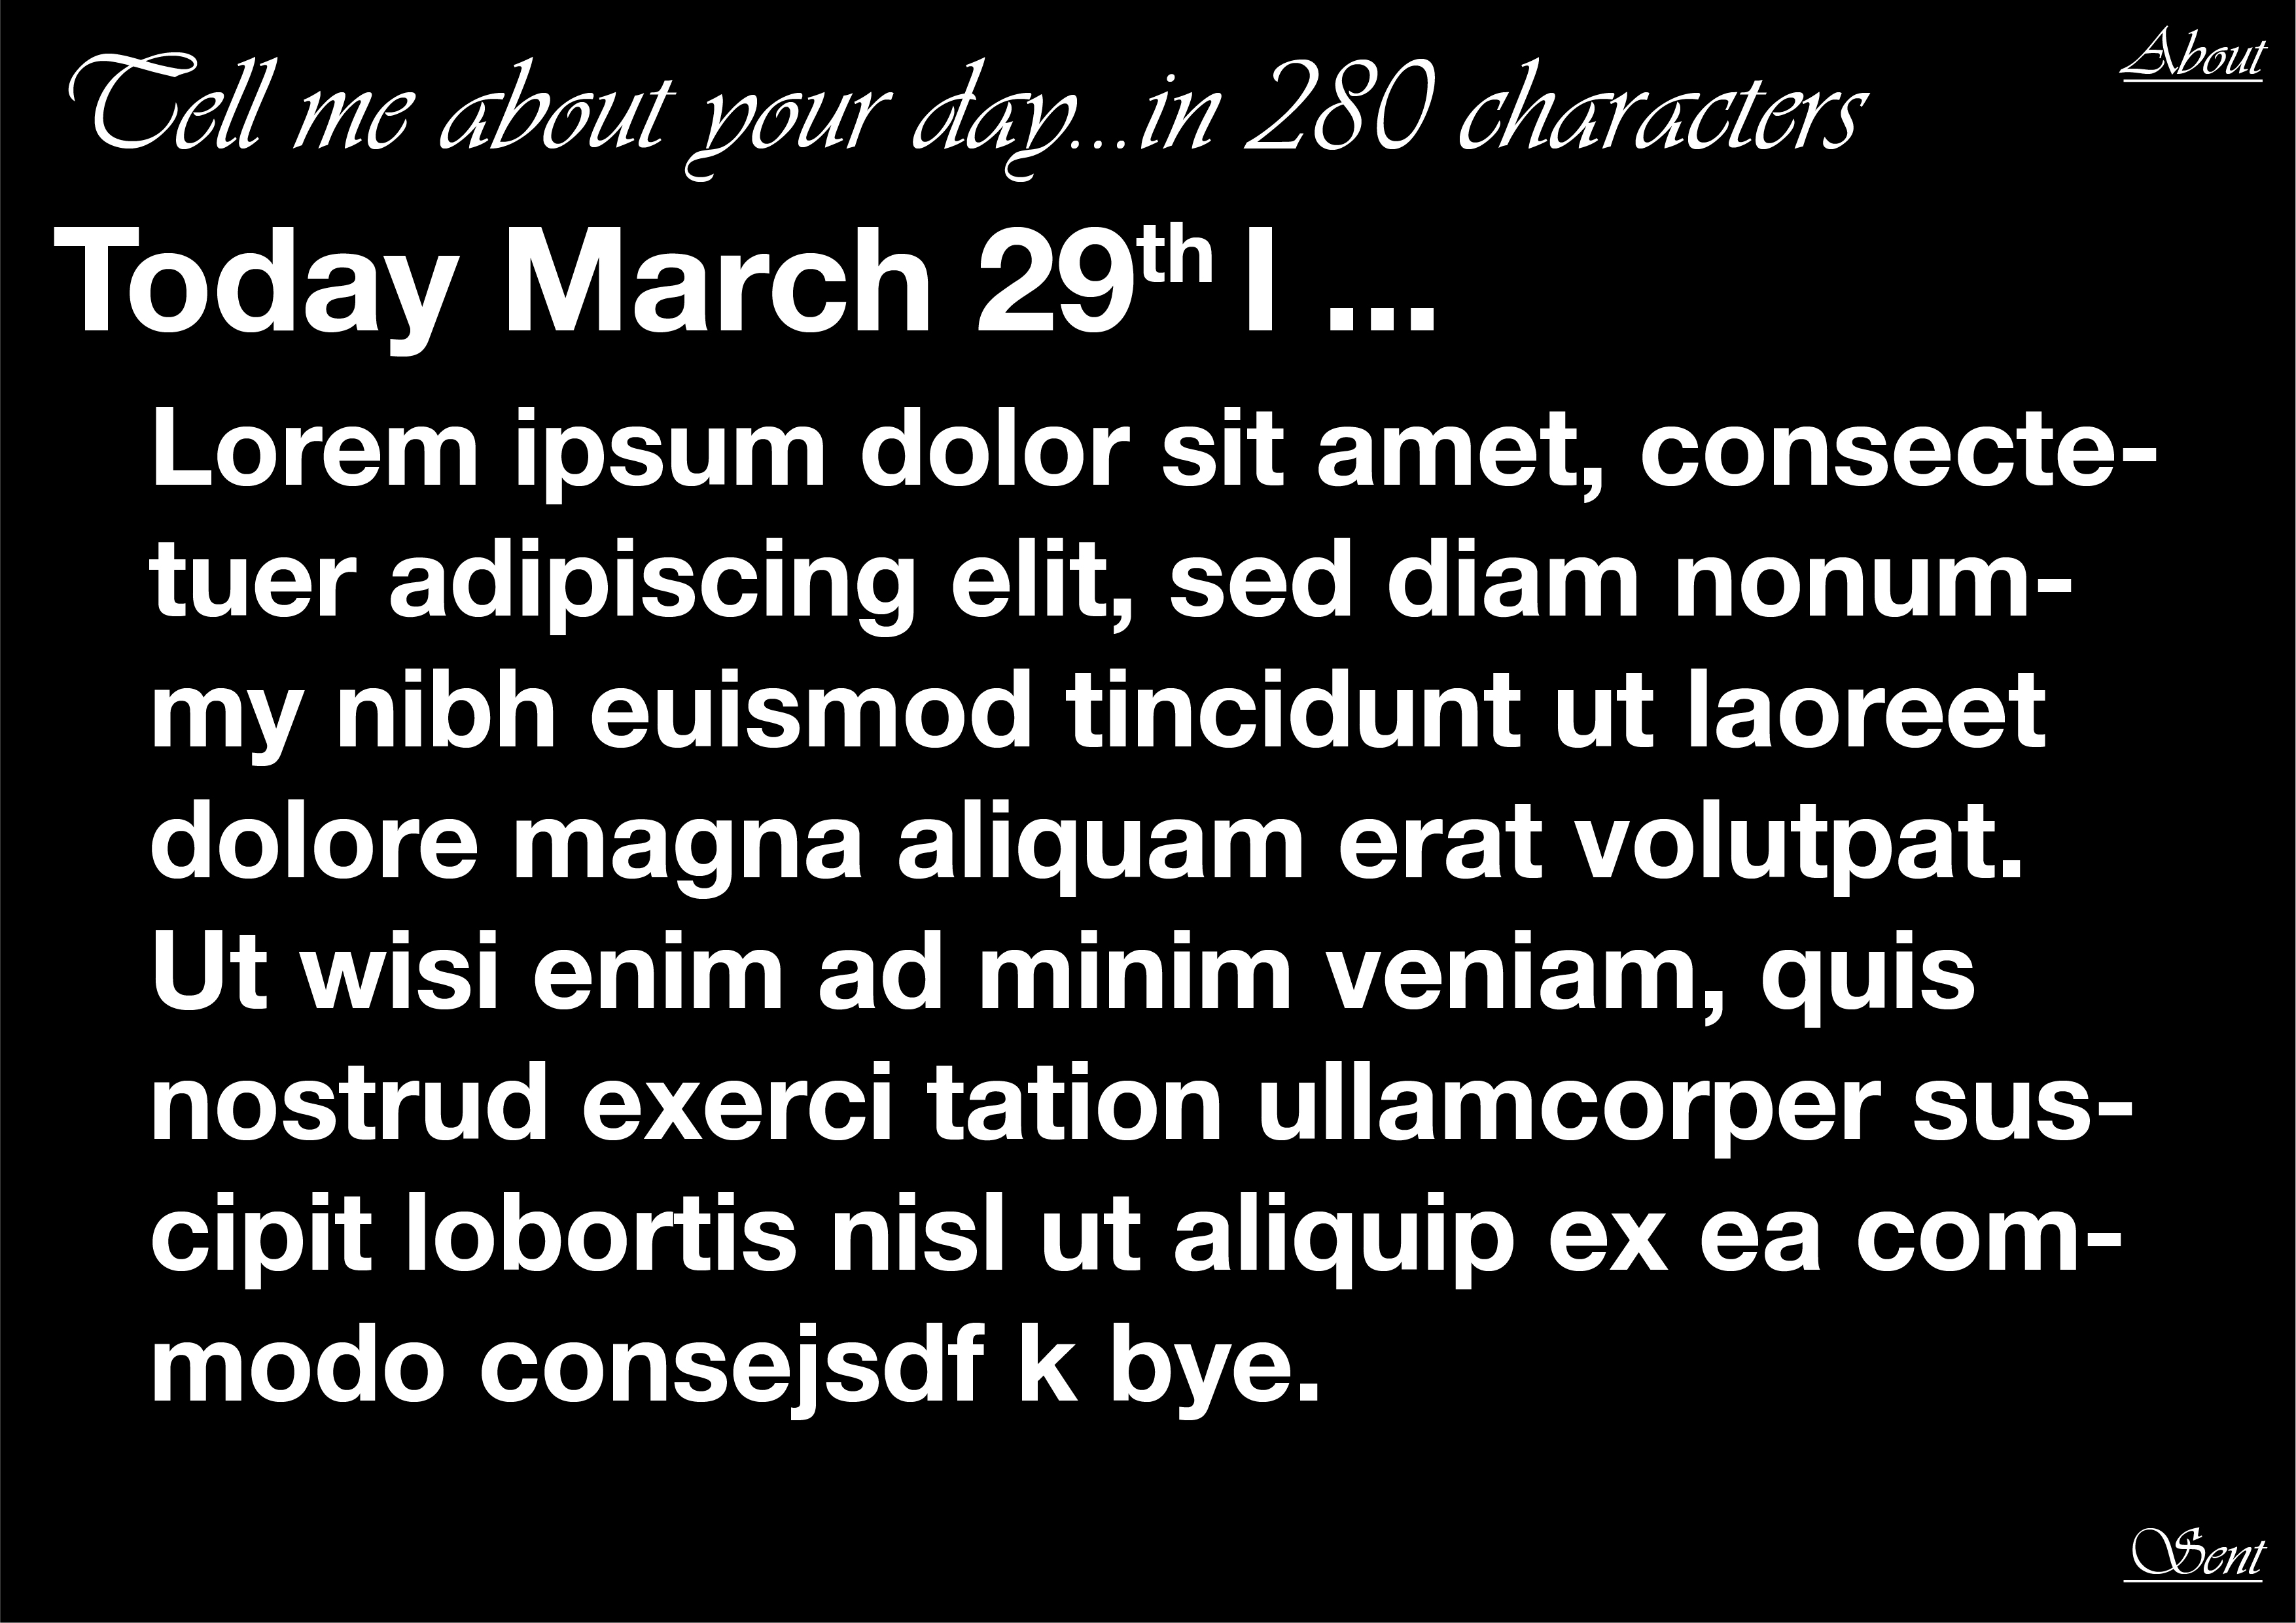 About
Tell me about your day...in 280 characters
Today March 29th I ...
Lorem ipsum dolor sit amet, consecte-
tuer adipiscing elit, sed diam nonum-
my nibh euismod tincidunt ut laoreet
dolore magna aliquam erat volutpat.
Ut wisi enim ad minim veniam, quis
nostrud exerci tation ullamcorper sus-
cipit lobortis nisl ut aliquip ex ea com-
modo consejsdf k bye.
Sent